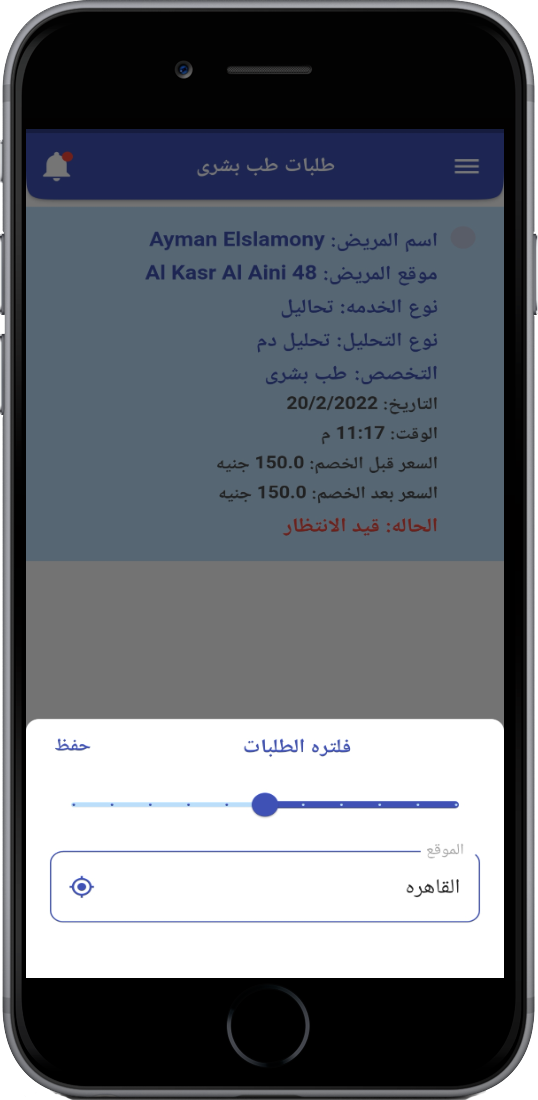 طلبات طب بشرى
اسم المريض: Ayman Elslamony
موقع المريض: 48 Al Kasr Al Aini
نوع الخدمه: تحاليل
نوع التحليل: تحليل دم
التخصص: طب بشرى
التاريخ: 20/2/2022
الوقت: 11:17 م
السعر قبل الخصم: 150.0 جنيه
السعر بعد الخصم: 150.0 جنيه
الحاله: قيد الانتظار
فلتره الطلبات
حفظ
الموقع
القاهره